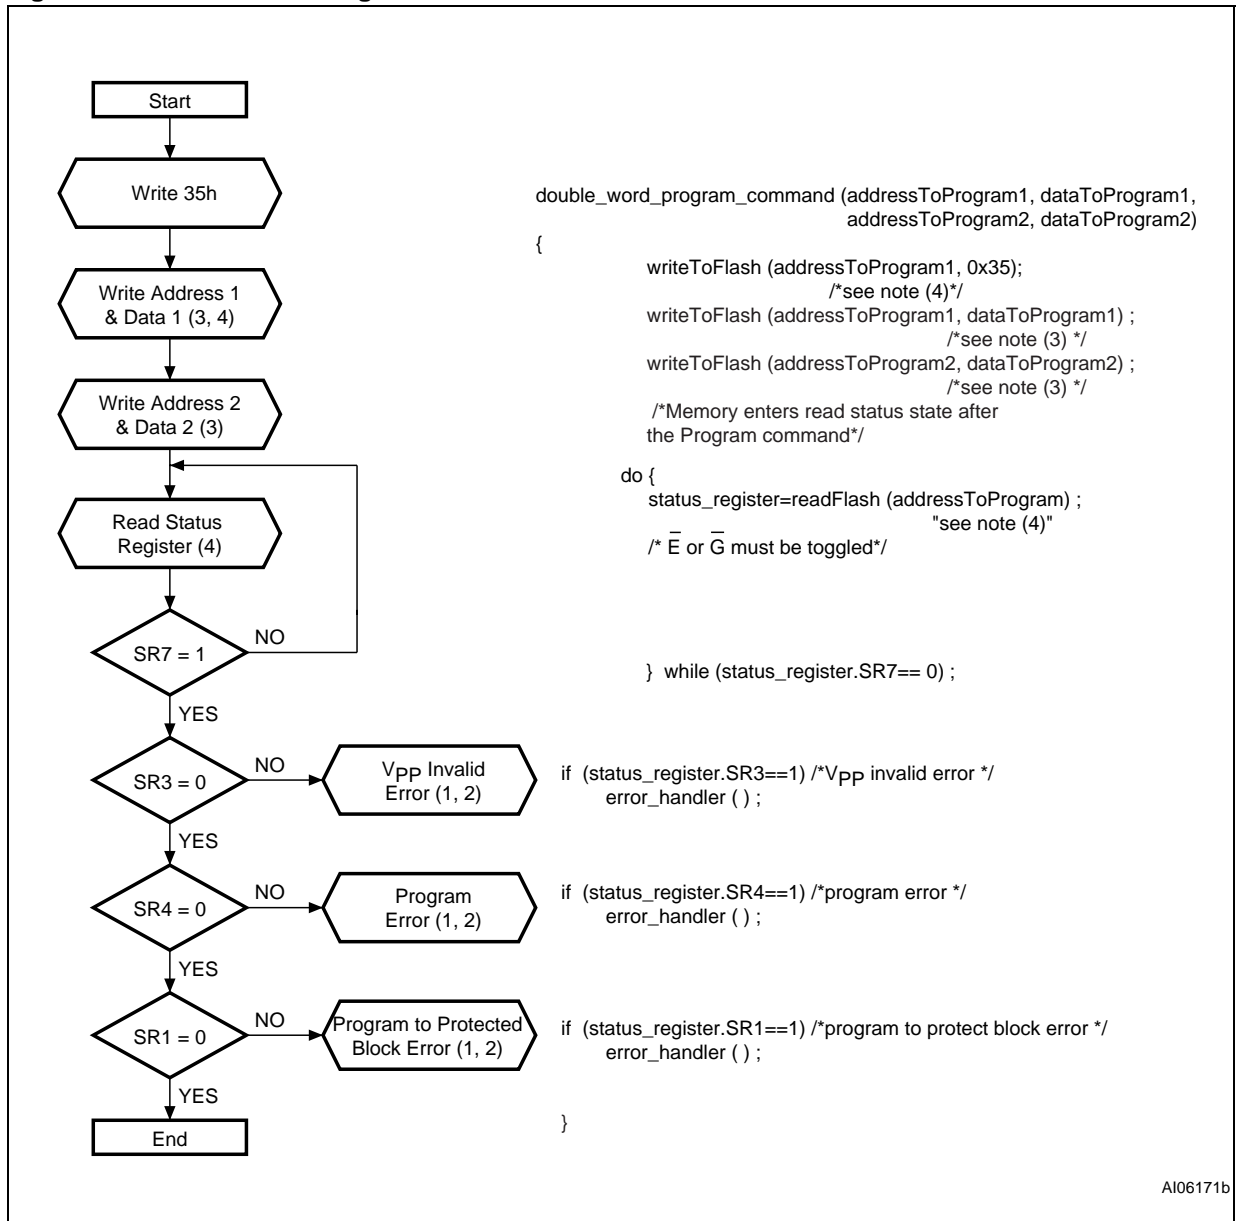 Start
Write 35h
Write Address 1
& Data 1 (3, 4)
Write Address 2
& Data 2 (3)
Read Status
Register (4)
SR7 = 1
NO
YES
SR3 = 0
NO
VPP Invalid
Error (1, 2)
YES
SR4 = 0
NO
Program
Error (1, 2)
YES
SR1 = 0
NO
Program to Protected
Block Error (1, 2)
YES
End
double_word_program_command (addressToProgram1, dataToProgram1,
addressToProgram2, dataToProgram2)
{
writeToFlash (addressToProgram1, 0x35);
/*see note (4)*/
writeToFlash (addressToProgram1, dataToProgram1) ;
/*see note (3) */
writeToFlash (addressToProgram2, dataToProgram2) ;
/*see note (3) */
/*Memory enters read status state after
the Program command*/
do {
status_register=readFlash (addressToProgram) ;
"see note (4)"
/* E̅ or G̅ must be toggled*/
} while (status_register.SR7== 0) ;
if (status_register.SR3==1) /*VPP invalid error */
error_handler ( ) ;
if (status_register.SR4==1) /*program error */
error_handler ( ) ;
if (status_register.SR1==1) /*program to protect block error */
error_handler ( ) ;
}
AI06171b